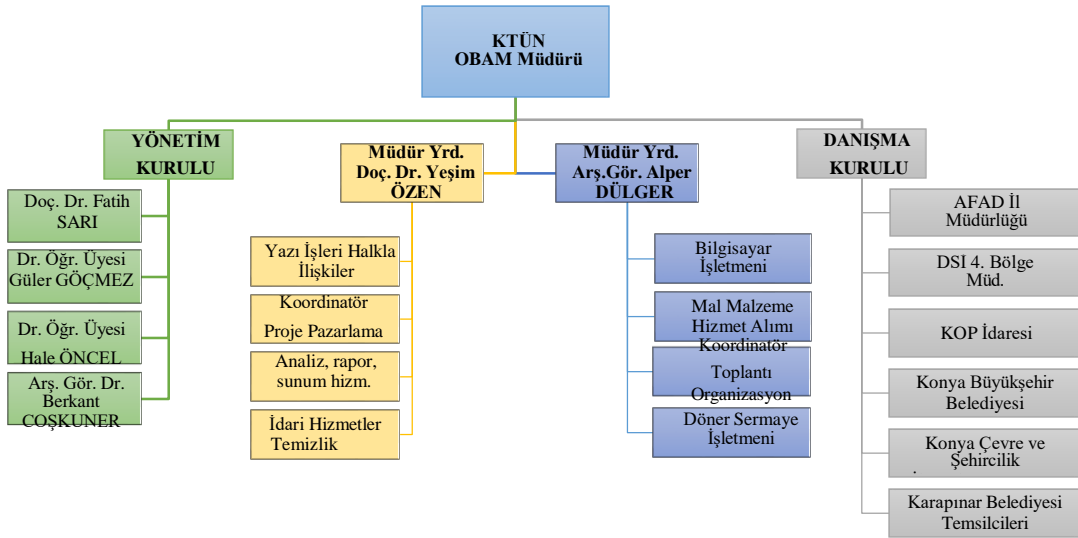 KTÜN
OBAM Müdürü
YÖNETİM
KURULU
Doç. Dr. Fatih
SARI
Dr. Öğr. Üyesi
Güler GÖÇMEZ
Dr. Öğr. Üyesi
Hale ÖNCEL
Arş. Gör. Dr.
Berkant
COŞKUNER
Müdür Yrd.
Doç. Dr. Yeşim
ÖZEN
Yazı İşleri Halkla
İlişkiler
Koordinatör
Proje Pazarlama
Analiz, rapor,
sunum hizm.
İdari Hizmetler
Temizlik
Müdür Yrd.
Arş.Gör. Alper
DÜLGER
Bilgisayar
İşletmeni
Mal Malzeme
Hizmet Alımı
Koordinatör
Toplantı
Organizasyon
Döner Sermaye
İşletmeni
DANIŞMA
KURULU
AFAD İl
Müdürlüğü
DSI 4. Bölge
Müd.
KOP İdaresi
Konya Büyükşehir
Belediyesi
Konya Çevre ve
Şehircilik
Karapınar Belediyesi
Temsilcileri